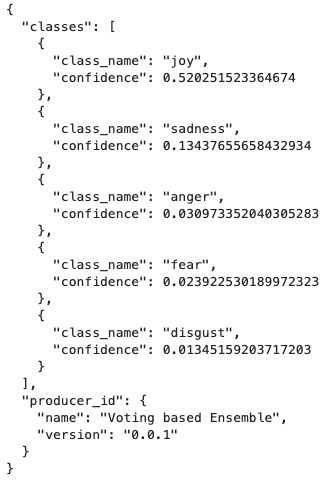 {
  "classes": [
    {
      "class_name": "joy",
      "confidence": 0.520251523364674
    },
    {
      "class_name": "sadness",
      "confidence": 0.13437655658432934
    },
    {
      "class_name": "anger",
      "confidence": 0.030973352040305283
    },
    {
      "class_name": "fear",
      "confidence": 0.023922530189972323
    },
    {
      "class_name": "disgust",
      "confidence": 0.01345159203717203
    }
  ],
  "producer_id": {
    "name": "Voting based Ensemble",
    "version": "0.0.1"
  }
}